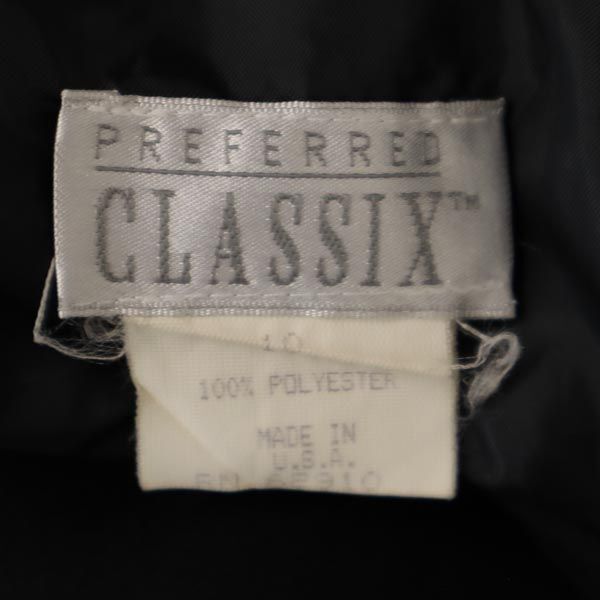 PREFERRED
CLASSIX™
10
100% POLYESTER
MADE IN
U.S.A.